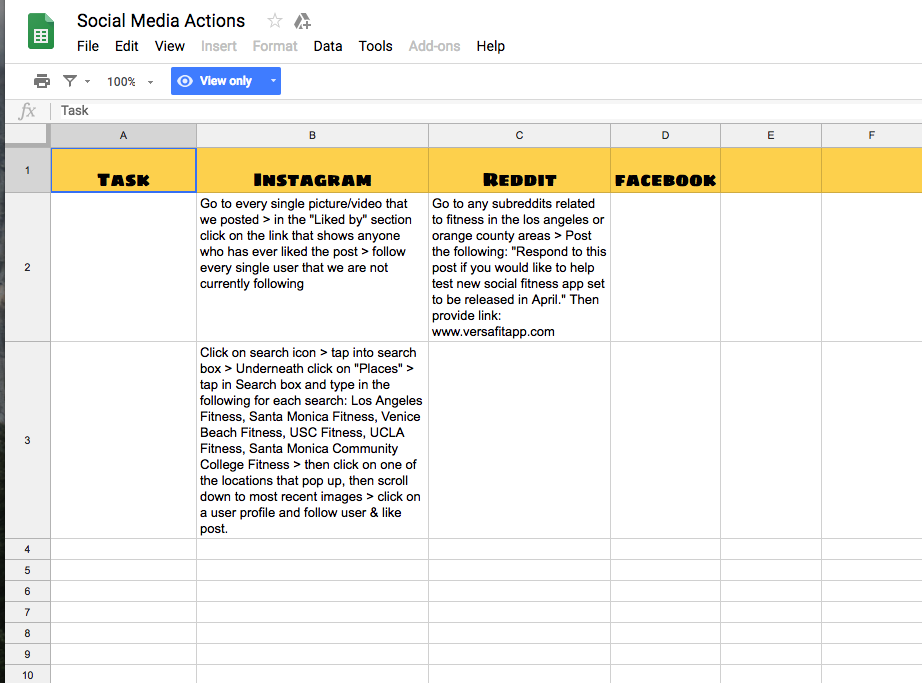 Social Media Actions
File Edit View Insert Format Data Tools Add-ons Help
100% View only
fx Task
A B C D E F
1 Task Instagram Reddit Facebook
2
Go to every single picture/video that
we posted > in the "Liked by" section
click on the link that shows anyone
who has ever liked the post > follow
every single user that we are not
currently following
Go to any subreddits related
to fitness in the los angeles or
orange county areas > Post
the following: "Respond to this
post if you would like to help
test new social fitness app set
to be released in April." Then
provide link:
www.versafitapp.com
3
Click on search icon > tap into search
box > Underneath click on "Places" >
tap in Search box and type in the
following for each search: Los Angeles
Fitness, Santa Monica Fitness, Venice
Beach Fitness, USC Fitness, UCLA
Fitness, Santa Monica Community
College Fitness > then click on one of
the locations that pop up, then scroll
down to most recent images > click on
a user profile and follow user & like
post.
4
5
6
7
8
9
10